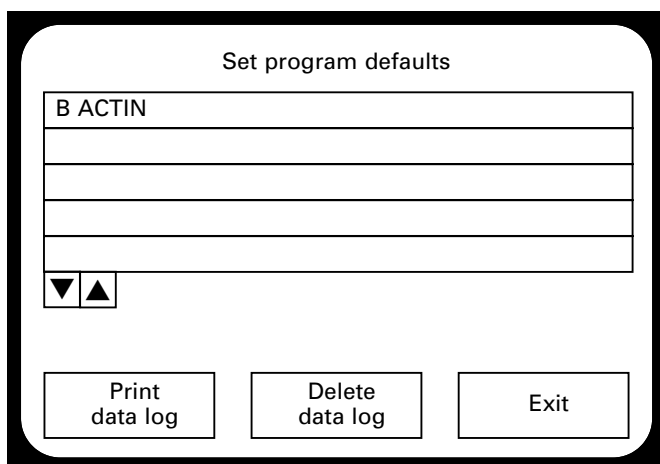 Set program defaults
B ACTIN
Print
data log
Delete
data log
Exit